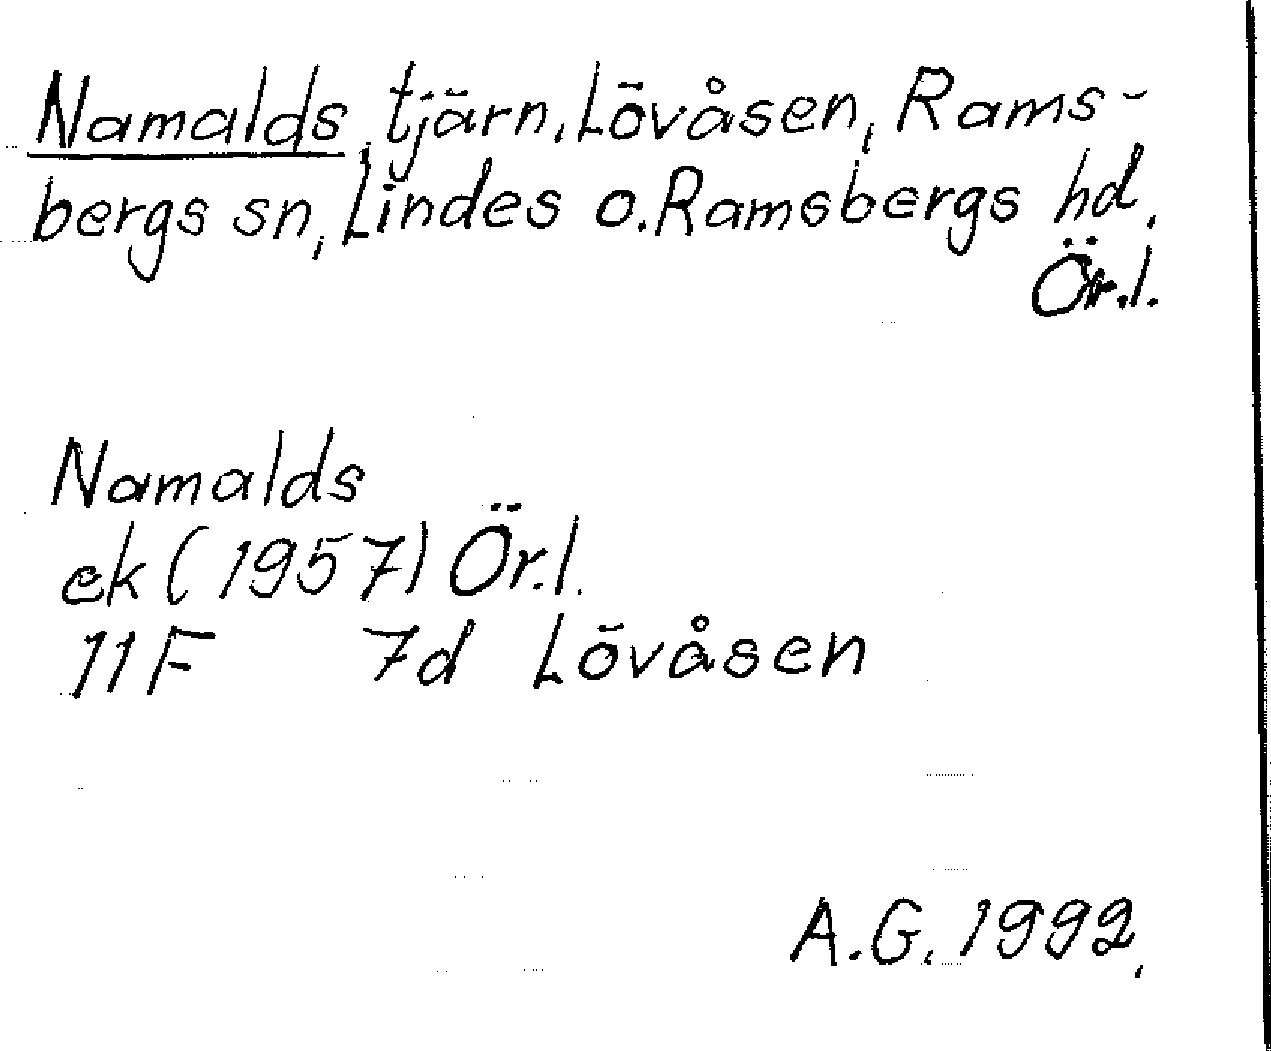 Namalds, tjärn, Lövåsen, Rams-
bergs sn, Lindes o. Ramsbergs hd,
Ör.l.
Namalds
ek (1957) Ör.l.
11F 7d Lövåsen
A.G. 1992.